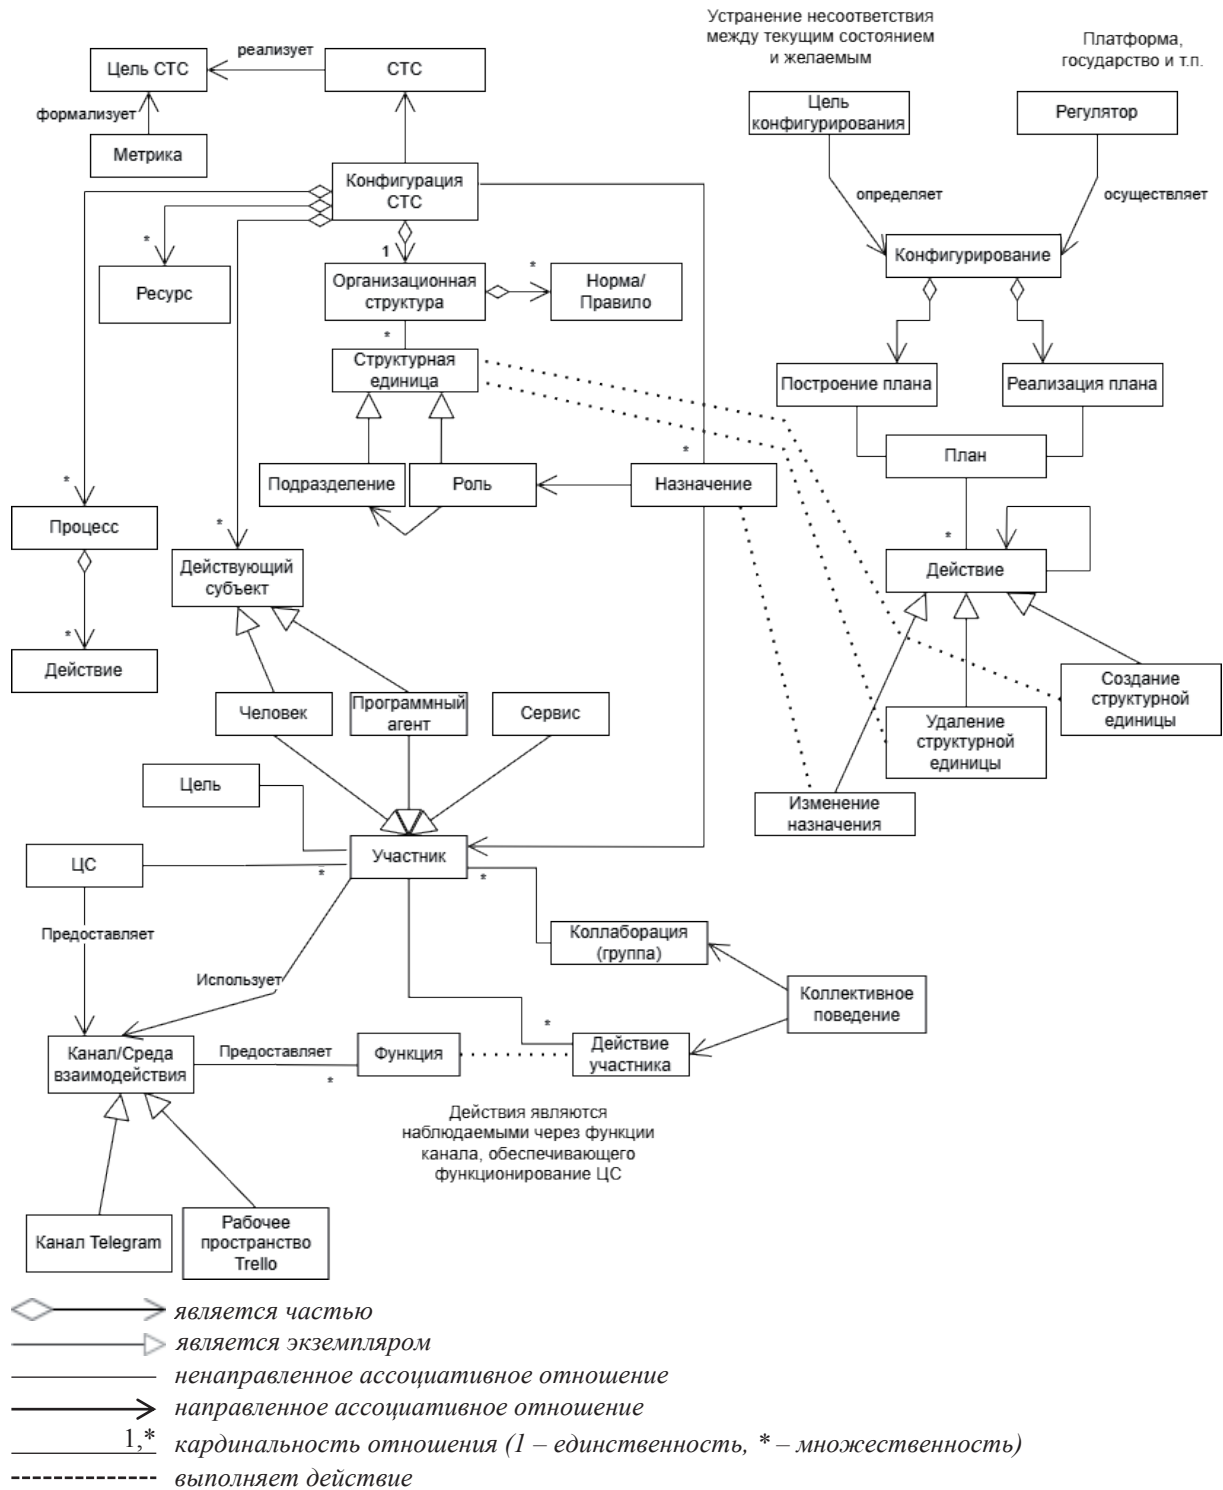 Устранение несоответствия
между текущим состоянием
и желаемым
Платформа,
государство и т.п.
Цель СТС
реализует
СТС
формализует
Метрика
Цель
конфигурирования
Регулятор
Конфигурация
СТС
определяет
осуществляет
*
Ресурс
1
Организационная
структура
*
Норма/
Правило
Конфигурирование
*
Структурная
единица
Построение плана
Реализация плана
План
Подразделение
Роль
*
Назначение
*
Процесс
*
Действующий
субъект
*
Действие
*
Действие
Человек
Программный
агент
Сервис
Создание
структурной
единицы
Удаление
структурной
единицы
Изменение
назначения
Цель
ЦС
*
Участник
*
Предоставляет
Использует
Коллаборация
(группа)
Коллективное
поведение
*
Действие
участника
Канал/Среда
взаимодействия
Предоставляет
*
Функция
Действия являются
наблюдаемыми через функции
канала, обеспечивающего
функционирование ЦС
Канал Telegram
Рабочее
пространство
Trello
является частью
является экземпляром
ненаправленное ассоциативное отношение
направленное ассоциативное отношение
1,* кардинальность отношения (1 – единственность, * – множественность)
выполняет действие